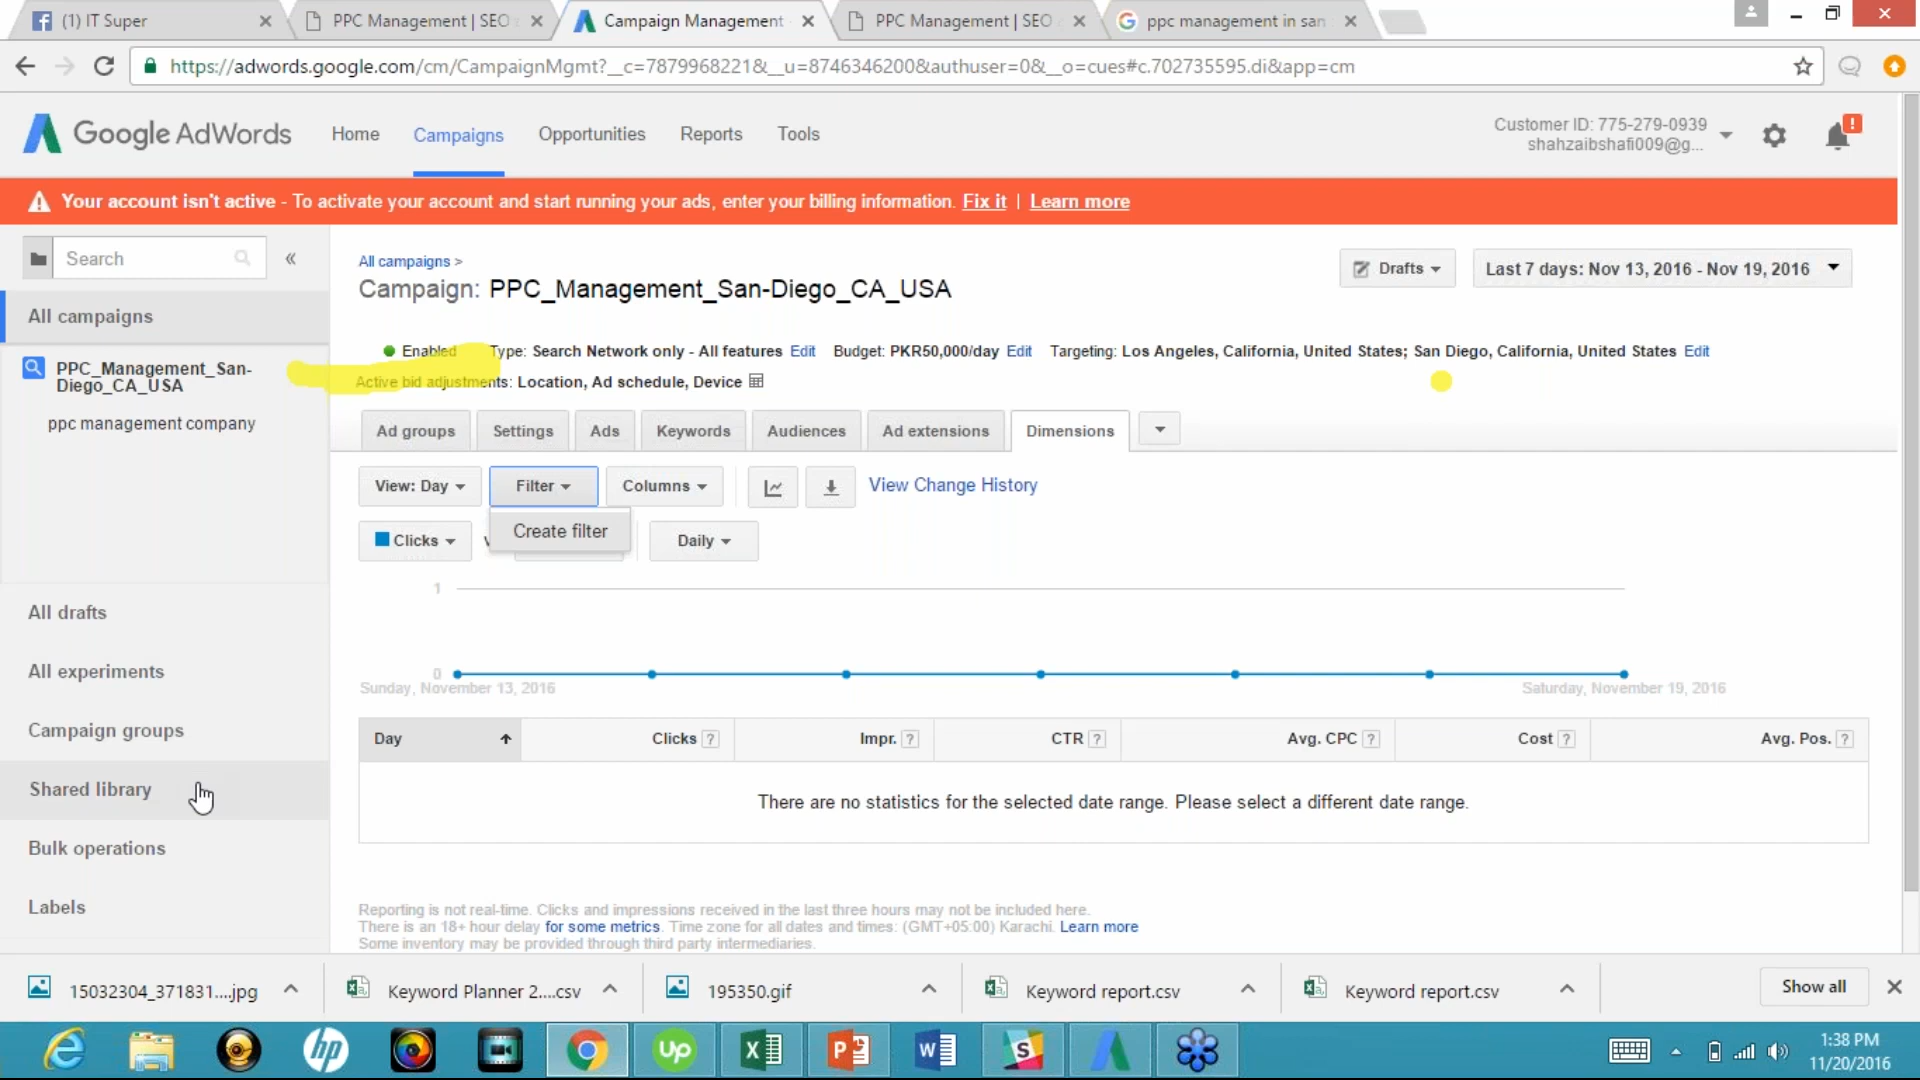 (1) IT Super
PPC Management | SEO
Campaign Management
PPC Management | SEO
ppc management in san
https://adwords.google.com/cm/CampaignMgmt?__c=7879968221&__u=8746346200&authuser=0&__o=cues#c.702735595.di&app=cm
Google AdWords
Home
Campaigns
Opportunities
Reports
Tools
Customer ID: 775-279-0939
shahzaibshafi009@g...
!
Your account isn't active - To activate your account and start running your ads, enter your billing information. Fix it | Learn more
Search
«
All campaigns >
Campaign: PPC_Management_San-Diego_CA_USA
Drafts
Last 7 days: Nov 13, 2016 - Nov 19, 2016
All campaigns
PPC_Management_San-
Diego_CA_USA
ppc management company
Enabled Type: Search Network only - All features Edit Budget: PKR50,000/day Edit Targeting: Los Angeles, California, United States; San Diego, California, United States Edit
Active bid adjustments: Location, Ad schedule, Device
Ad groups
Settings
Ads
Keywords
Audiences
Ad extensions
Dimensions
View: Day
Filter
Columns
View Change History
Create filter
Clicks
Daily
1
0
Sunday, November 13, 2016
Saturday, November 19, 2016
All drafts
All experiments
Campaign groups
Shared library
Bulk operations
Labels
Day
Clicks ?
Impr. ?
CTR ?
Avg. CPC ?
Cost ?
Avg. Pos. ?
There are no statistics for the selected date range. Please select a different date range.
Reporting is not real-time. Clicks and impressions received in the last three hours may not be included here.
There is an 18+ hour delay for some metrics. Time zone for all dates and times: (GMT+05:00) Karachi. Learn more
Some inventory may be provided through third party intermediaries.
15032304_371831....jpg
Keyword Planner 2....csv
195350.gif
Keyword report.csv
Keyword report.csv
Show all
hp
Up
X
P
W
S
1:38 PM
11/20/2016